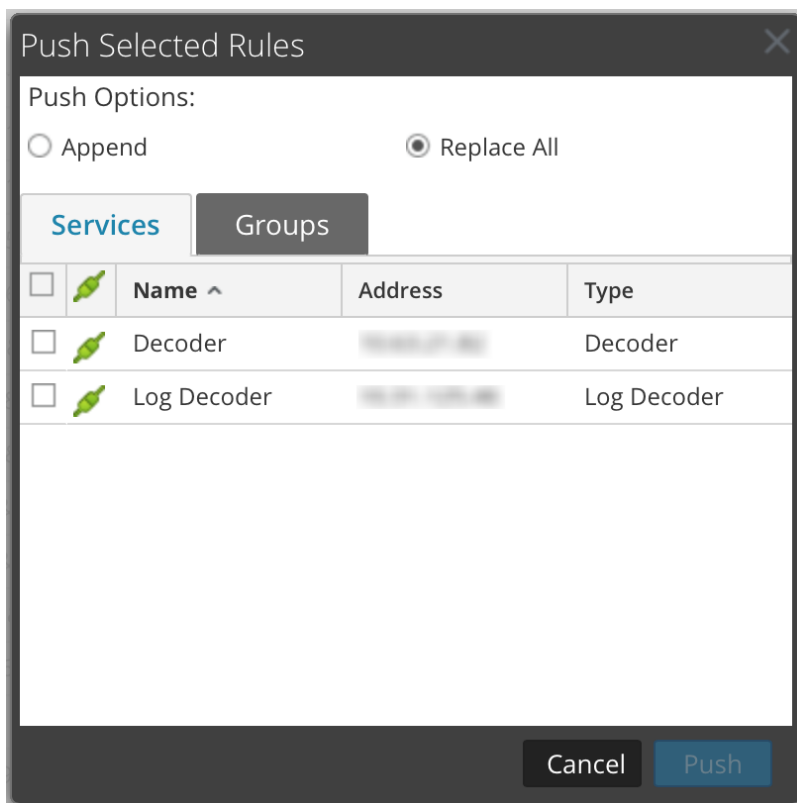 Push Selected Rules
Push Options:
Append Replace All
Services Groups
Name Address Type
Decoder Decoder
Log Decoder Log Decoder
Cancel Push